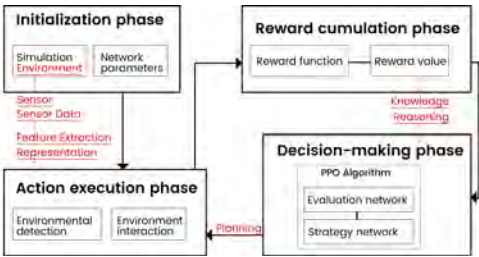 Initialization phase
Simulation
Environment
Network
parameters
Sensor
Sensor Data
Feature Extraction
Representation
Reward cumulation phase
Reward function
Reward value
Knowledge
Reasoning
Action execution phase
Environmental
detection
Environment
interaction
Planning
Decision-making phase
PPO Algorithm
Evaluation network
Strategy network